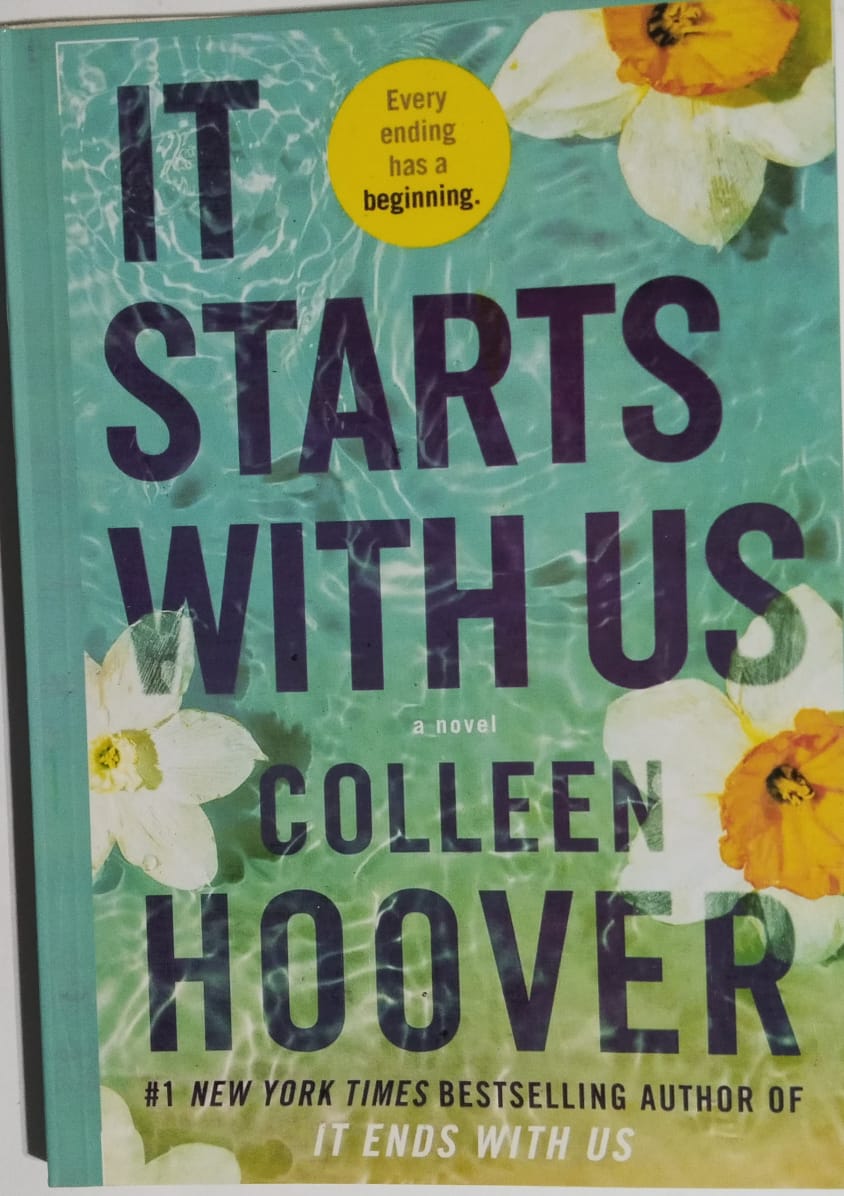 IT
Every
ending
has a
beginning.
STARTS
WITH US
a novel
COLLEEN
HOOVER
#1 NEW YORK TIMES BESTSELLING AUTHOR OF
IT ENDS WITH US